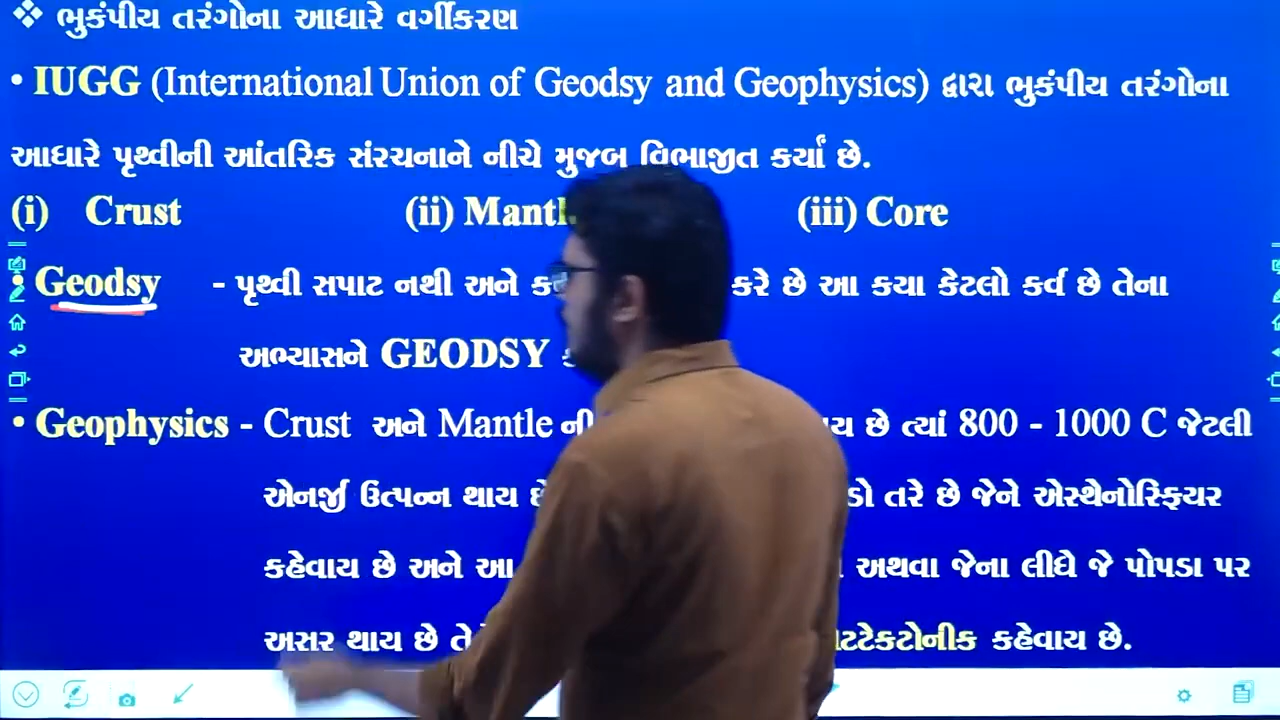 ❖ ભુકંપીય તરંગોના આધારે વર્ગીકરણ
• IUGG (International Union of Geodsy and Geophysics) દ્વારા ભુકંપીય તરંગોના
આધારે પૃથ્વીની આંતરિક સંરચનાને નીચે મુજબ વિભાજીત કર્યાં છે.
(i) Crust (ii) Mantl (iii) Core
• Geodsy - પૃથ્વી સપાટ નથી અને કરે છે આ કયા કેટલો કર્વ છે તેના
અભ્યાસને GEODSY
• Geophysics - Crust અને Mantle ની છે ત્યાં 800 - 1000 C જેટલી
એનર્જી ઉત્પન્ન થાય તરે છે જેને એસ્થેનોસ્ફિયર
કહેવાય છે અને આ અથવા જેના લીધે જે પોપડા પર
અસર થાય છે ટેક્ટોનીક કહેવાય છે.